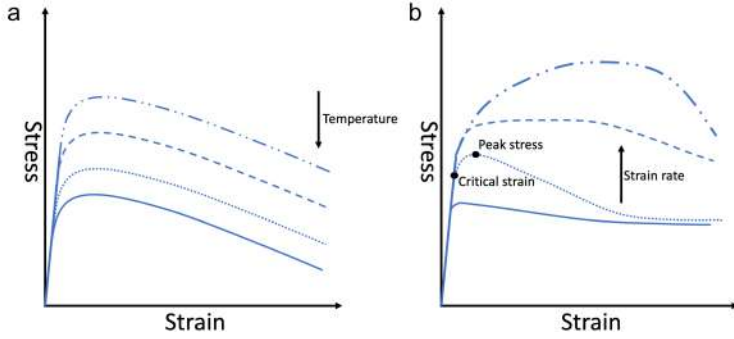 a
Stress
Temperature
Strain
b
Stress
Peak stress
Critical strain
Strain rate
Strain